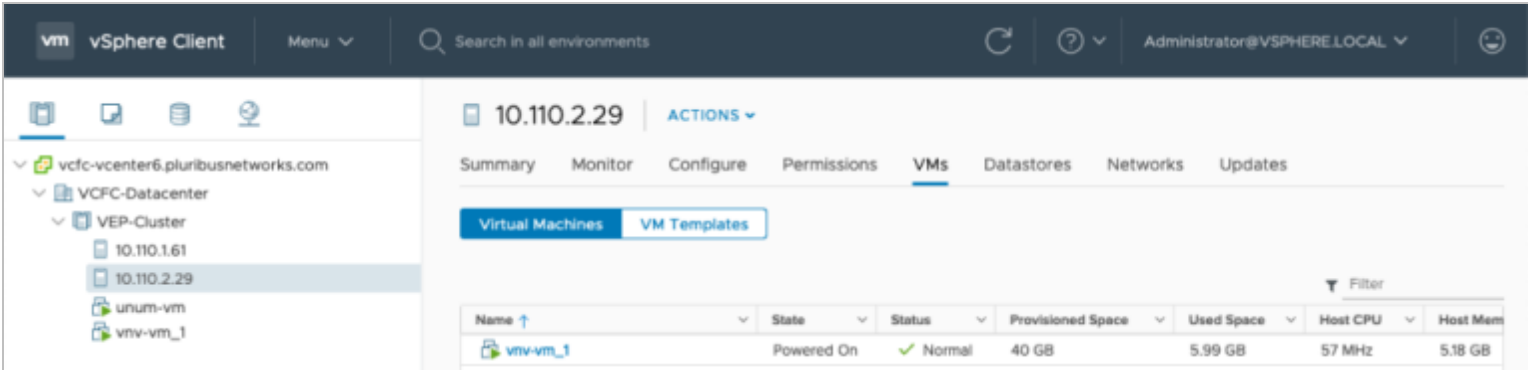 vm vSphere Client Menu Search in all environments ? Administrator@VSPHERE.LOCAL
10.110.2.29 ACTIONS
vcfc-vcenter6.pluribusnetworks.com
VCFC-Datacenter
VEP-Cluster
10.110.1.61
10.110.2.29
unum-vm
vnv-vm_1
Summary Monitor Configure Permissions VMs Datastores Networks Updates
Virtual Machines VM Templates
Filter
Name State Status Provisioned Space Used Space Host CPU Host Mem
vnv-vm_1 Powered On Normal 40 GB 5.99 GB 57 MHz 5.18 GB